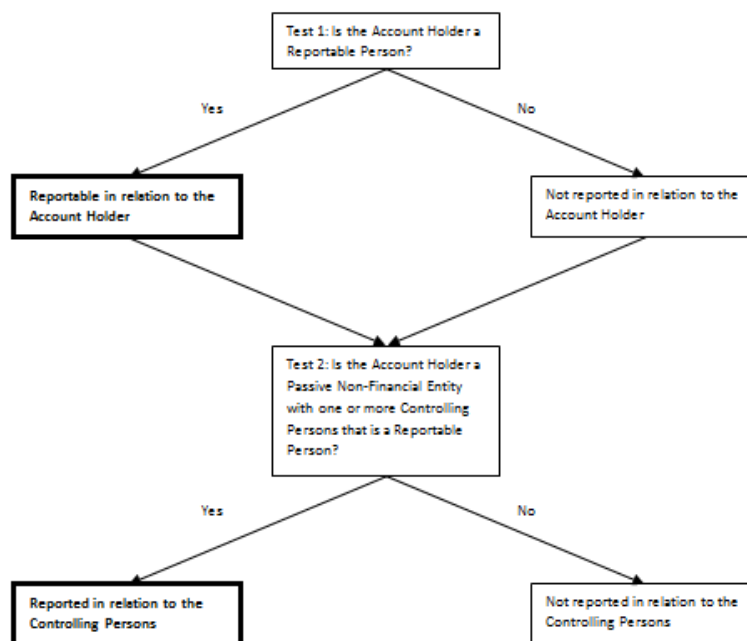 Test 1: Is the Account Holder a
Reportable Person?
Yes
No
Reportable in relation to the
Account Holder
Not reported in relation to the
Account Holder
Test 2: Is the Account Holder a
Passive Non-Financial Entity
with one or more Controlling
Persons that is a Reportable
Person?
Yes
No
Reported in relation to the
Controlling Persons
Not reported in relation to the
Controlling Persons